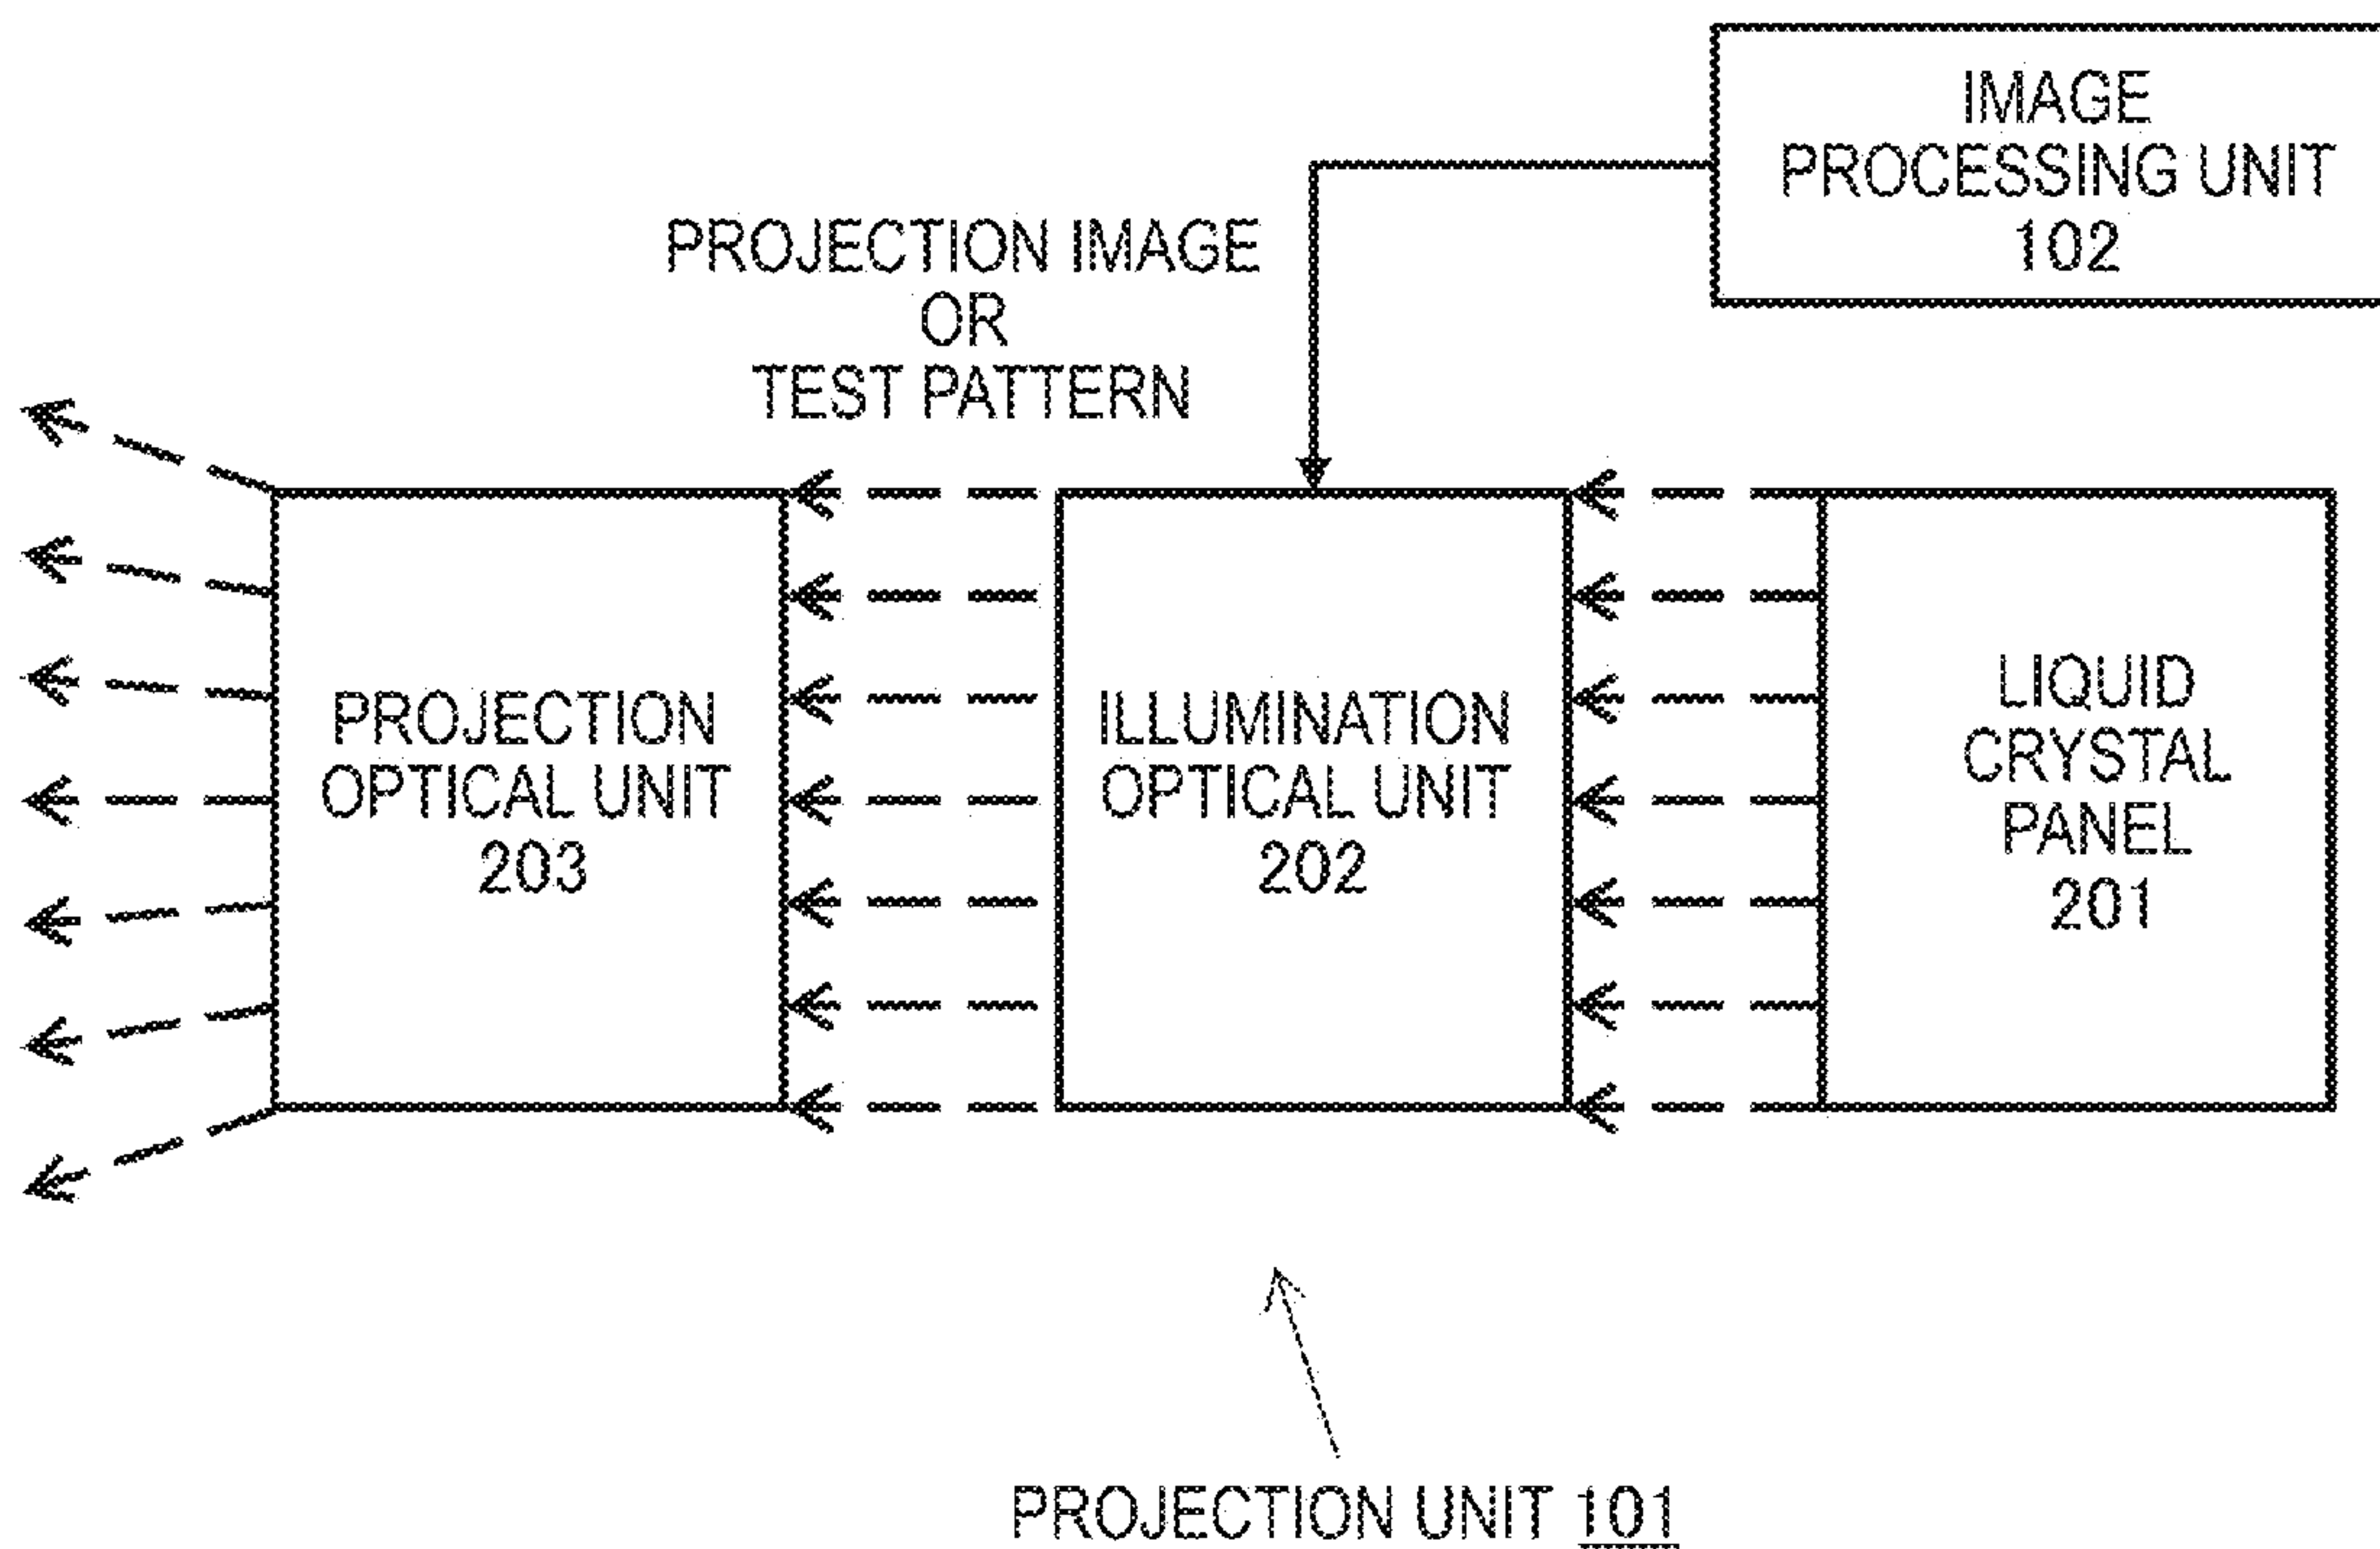 IMAGE
PROCESSING UNIT
102
PROJECTION IMAGE
OR
TEST PATTERN
PROJECTION
OPTICAL UNIT
203
ILLUMINATION
OPTICAL UNIT
202
LIQUID
CRYSTAL
PANEL
201
PROJECTION UNIT 101